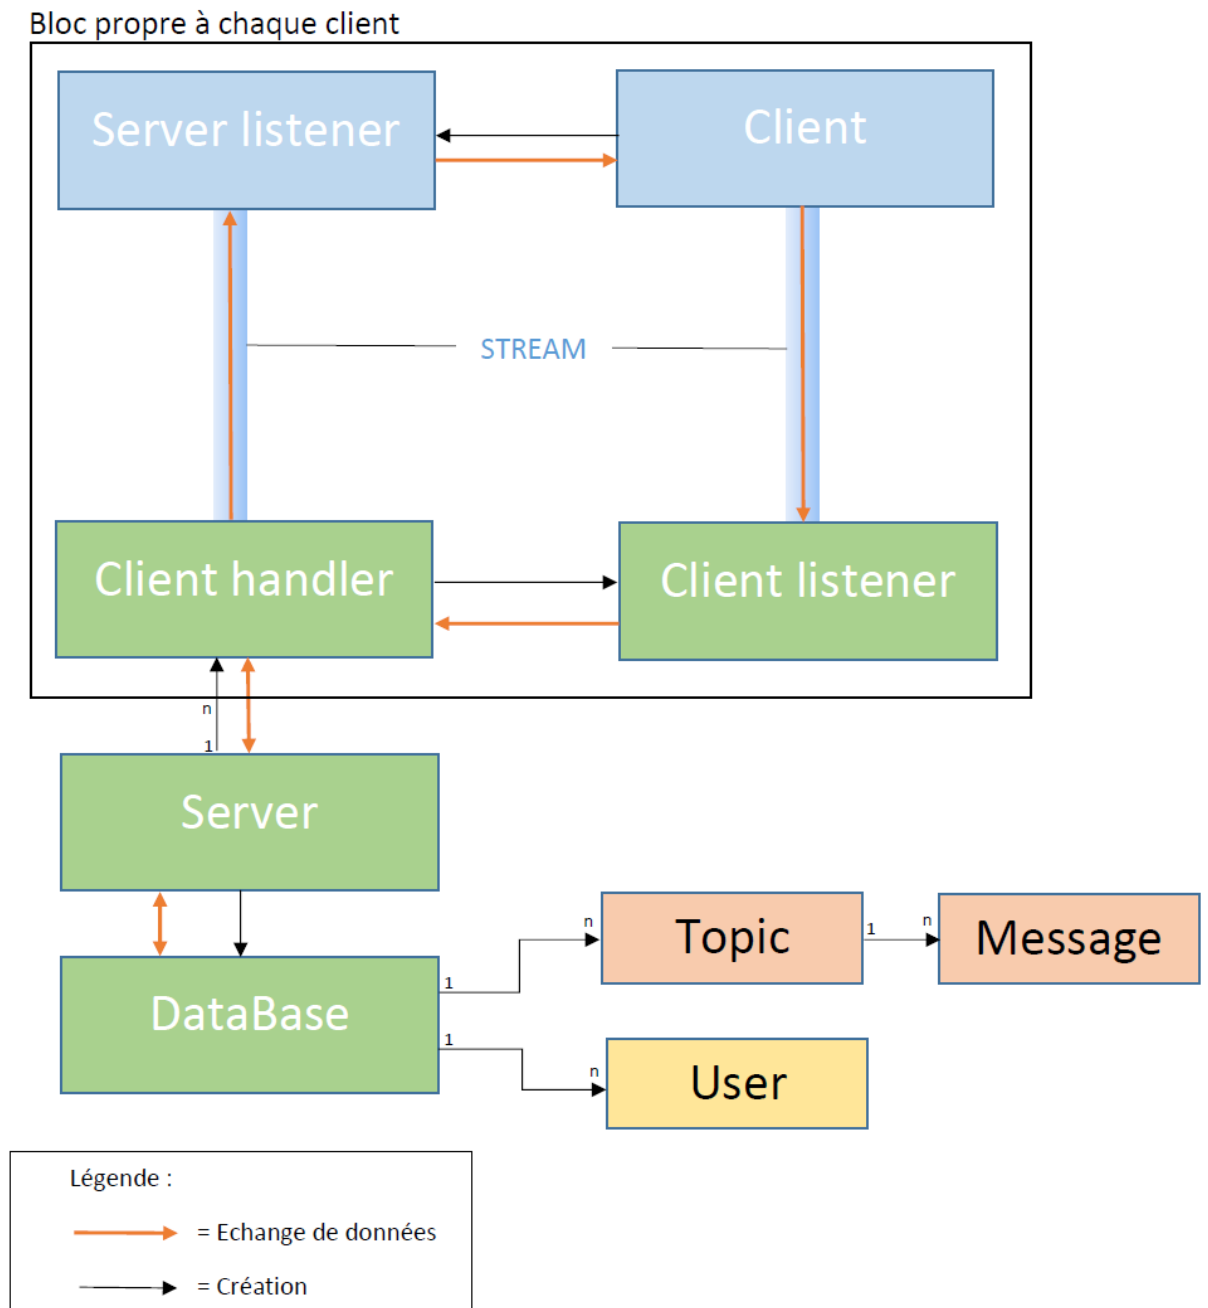 Bloc propre à chaque client
Server listener
Client
STREAM
Client handler
Client listener
n
1
Server
DataBase
1
n
Topic
1
n
Message
1
n
User
Légende :
= Echange de données
= Création